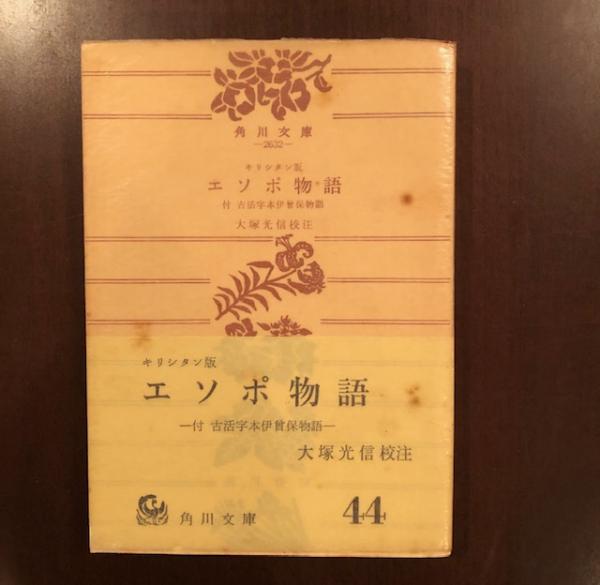 角川文庫
—2632—
キリシタン版
エソポ物語
付 古活字本伊曾保物語
大塚光信校注
キリシタン版
エソポ物語
—付 古活字本伊曾保物語—
大塚光信校注
角川文庫 44